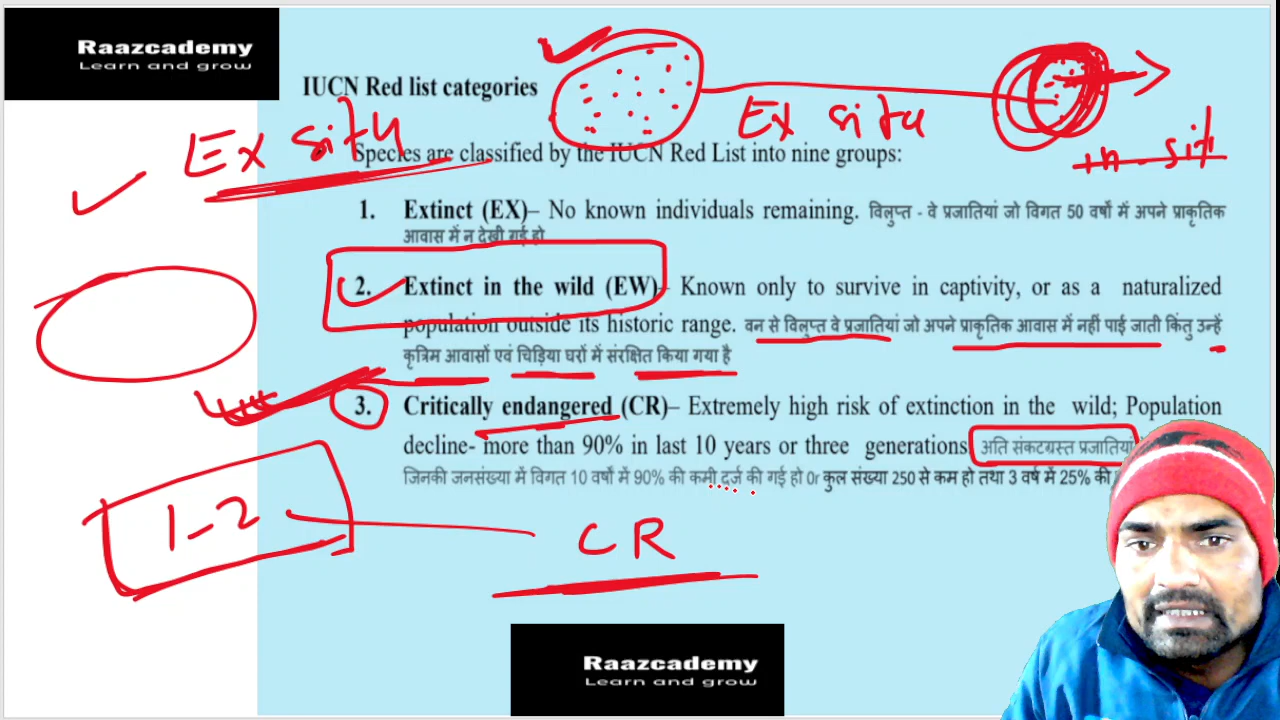 Raazcademy
Learn and grow
IUCN Red list categories
Ex situ
Ex situ
in-sit
Species are classified by the IUCN Red List into nine groups:
1. Extinct (EX)– No known individuals remaining. विलुप्त - वे प्रजातियां जो विगत 50 वर्षों में अपने प्राकृतिक
आवास में न देखी गई हो
2. Extinct in the wild (EW)– Known only to survive in captivity, or as a naturalized
population outside its historic range. वन से विलुप्त वे प्रजातियां जो अपने प्राकृतिक आवास में नहीं पाई जाती किंतु उन्हें
कृत्रिम आवासों एवं चिड़िया घरों में संरक्षित किया गया है
3. Critically endangered (CR)– Extremely high risk of extinction in the wild; Population
decline- more than 90% in last 10 years or three generations अति संकटग्रस्त प्रजातियां
जिनकी जनसंख्या में विगत 10 वर्षों में 90% की कमी दर्ज की गई हो Or कुल संख्या 250 से कम हो तथा 3 वर्ष में 25% की
1-2
CR
Raazcademy
Learn and grow